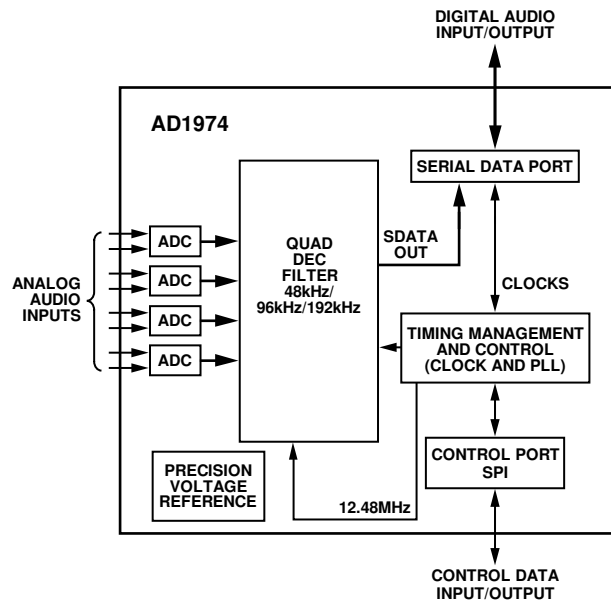 DIGITAL AUDIO
INPUT/OUTPUT
AD1974
SERIAL DATA PORT
QUAD
DEC
FILTER
48kHz/
96kHz/192kHz
SDATA
OUT
CLOCKS
ADC
ADC
ADC
ADC
ANALOG
AUDIO
INPUTS
TIMING MANAGEMENT
AND CONTROL
(CLOCK AND PLL)
CONTROL PORT
SPI
PRECISION
VOLTAGE
REFERENCE
12.48MHz
CONTROL DATA
INPUT/OUTPUT